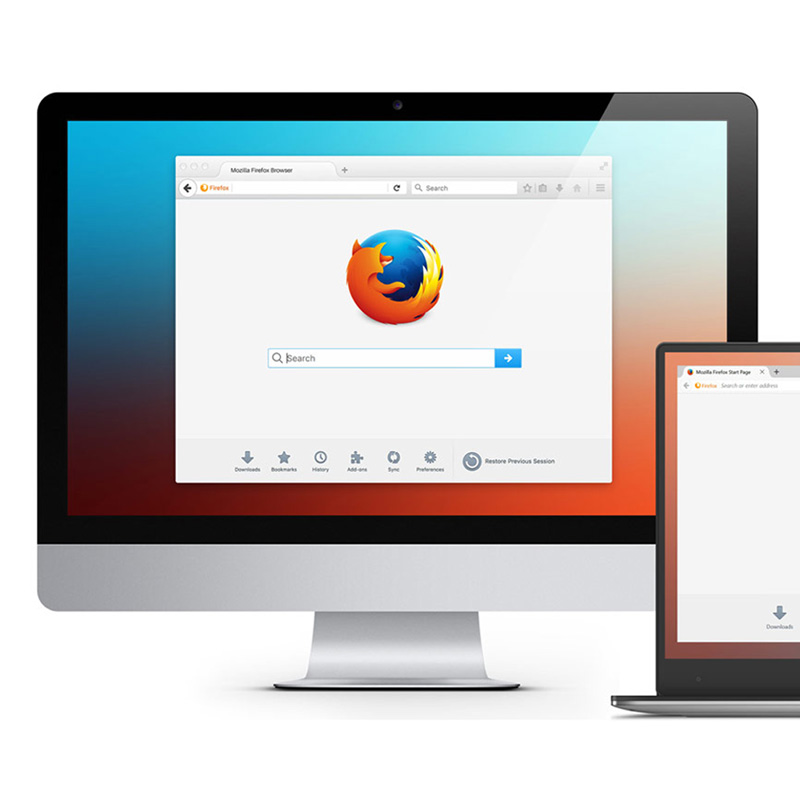 Mozilla Firefox Browser
Firefox
Search
Search
Downloads
Bookmarks
History
Add-ons
Sync
Preferences
Restore Previous Session
Mozilla Firefox Start Page
Firefox
Search or enter address
Downloads